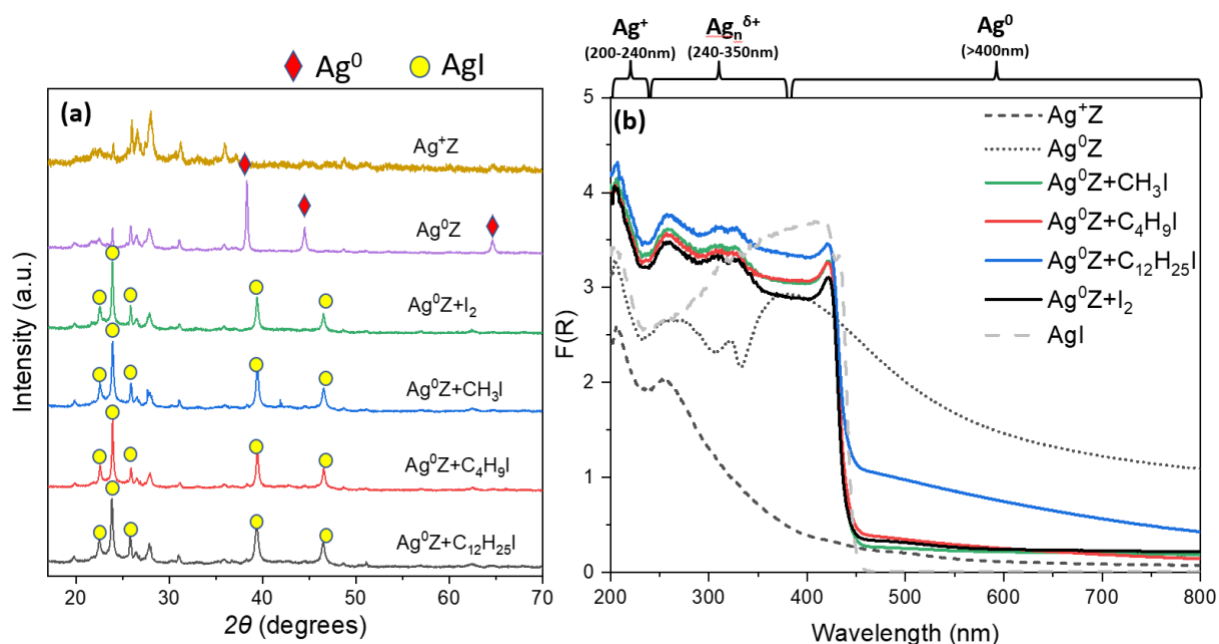 Ag⁰ AgI
(a)
Ag⁺Z
Ag⁰Z
Ag⁰Z+I₂
Ag⁰Z+CH₃I
Ag⁰Z+C₄H₉I
Ag⁰Z+C₁₂H₂₅I
Intensity (a.u.)
20 30 40 50 60 70
2θ (degrees)
Ag⁺ Agₙᵟ⁺ Ag⁰
(200-240nm) (240-350nm) (>400nm)
(b)
Ag⁺Z
Ag⁰Z
Ag⁰Z+CH₃I
Ag⁰Z+C₄H₉I
Ag⁰Z+C₁₂H₂₅I
Ag⁰Z+I₂
AgI
F(R)
5
4
3
2
1
0
200 300 400 500 600 700 800
Wavelength (nm)